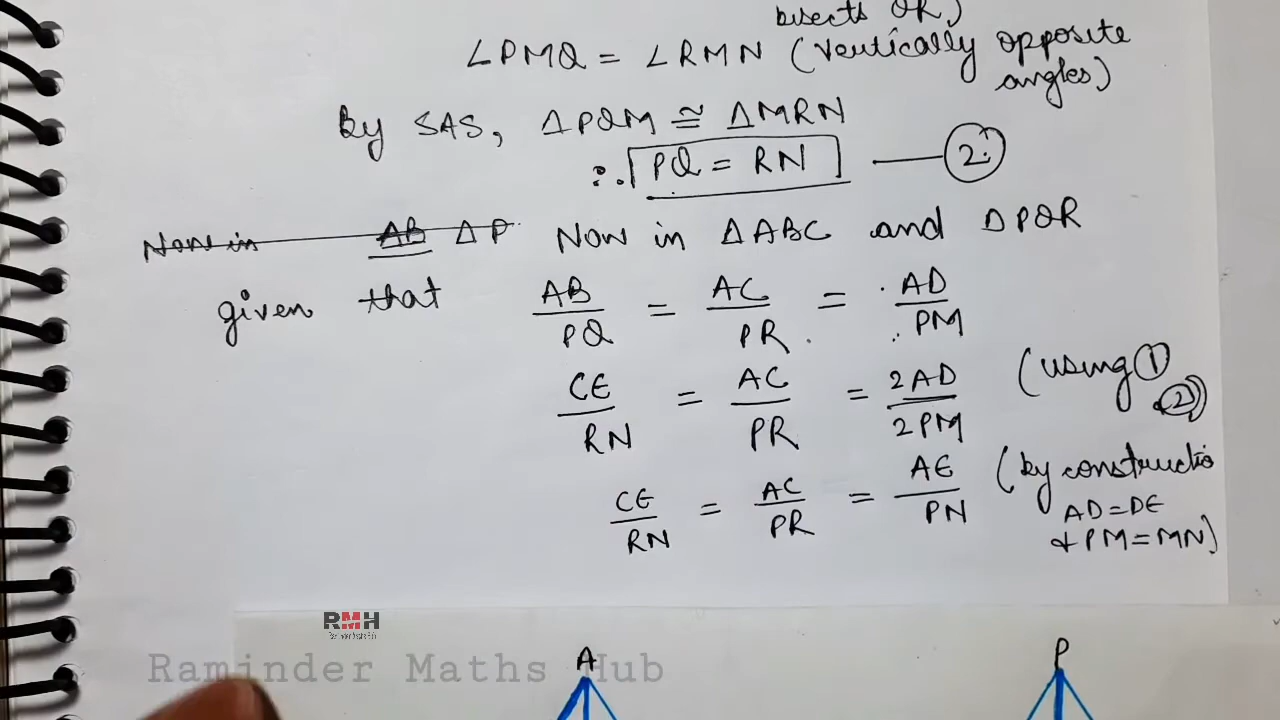 bisects QR)
∠PMQ = ∠RMN (Vertically opposite
angles)
By SAS, ΔPQM ≅ ΔMRN
∴ PQ = RN — 2
Now in AB ΔP Now in ΔABC and ΔPQR
given that AB/PQ = AC/PR = AD/PM
CE/RN = AC/PR = 2AD/2PM (using 1
2)
CE/RN = AC/PR = AE/PN (by constructio
AD=DE
& PM=MN)
RMH
Raminder Maths Hub
A P